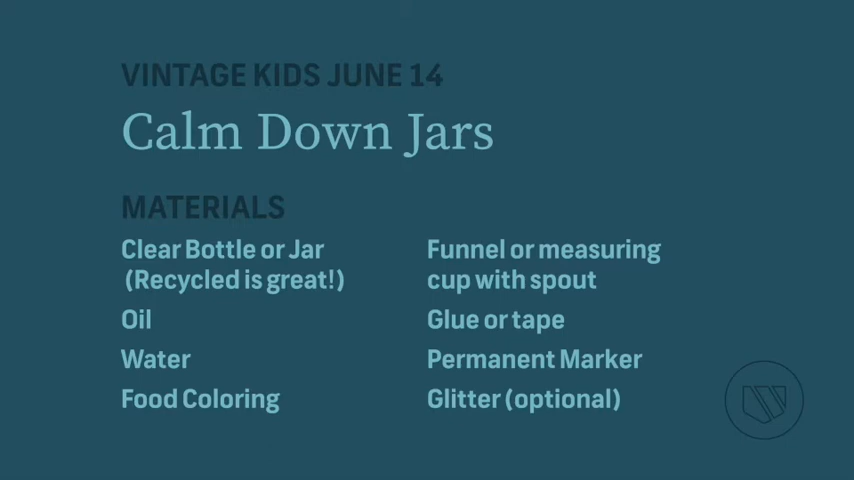 VINTAGE KIDS JUNE 14
Calm Down Jars
MATERIALS
Clear Bottle or Jar
(Recycled is great!)
Oil
Water
Food Coloring
Funnel or measuring
cup with spout
Glue or tape
Permanent Marker
Glitter (optional)